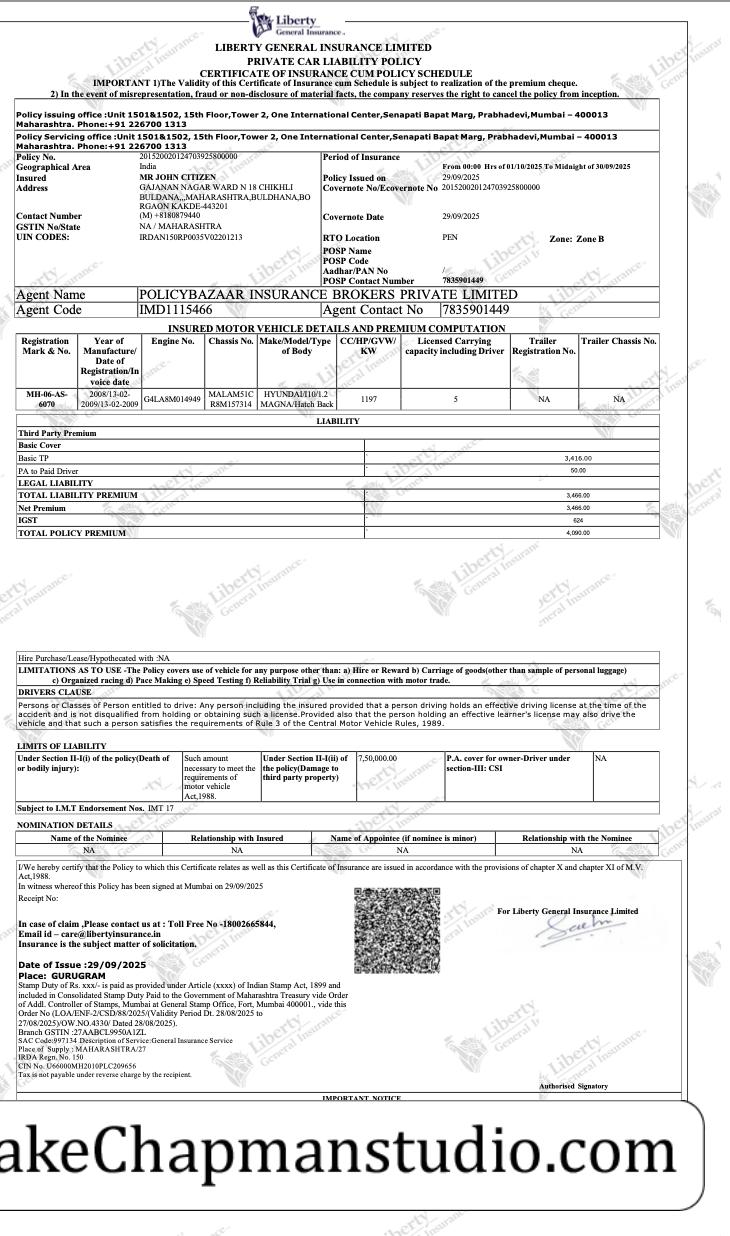 Liberty
General Insurance
LIBERTY GENERAL INSURANCE LIMITED
PRIVATE CAR LIABILITY POLICY
CERTIFICATE OF INSURANCE CUM POLICY SCHEDULE
IMPORTANT 1)The Validity of this Certificate of Insurance cum Schedule is subject to realization of the premium cheque.
2) In the event of misrepresentation, fraud or non-disclosure of material facts, the company reserves the right to cancel the policy from inception.
Policy issuing office :Unit 1501&1502, 15th Floor,Tower 2, One International Center,Senapati Bapat Marg, Prabhadevi,Mumbai – 400013
Maharashtra. Phone:+91 226700 1313
Policy Servicing office :Unit 1501&1502, 15th Floor,Tower 2, One International Center,Senapati Bapat Marg, Prabhadevi,Mumbai – 400013
Maharashtra. Phone:+91 226700 1313
Policy No. 201520020124703925800000 Period of Insurance
Geographical Area India From 00:00 Hrs of 01/10/2025 To Midnight of 30/09/2025
Insured MR JOHN CITIZEN Policy Issued on 29/09/2025
Address GAJANAN NAGAR WARD N 18 CHIKHLI Covernote No/Ecovernote No 201520020124703925800000
BULDANA,,,MAHARASHTRA,BULDHANA,BO
RGAON KAKDE-443201
Contact Number (M) +8180879440 Covernote Date 29/09/2025
GSTIN No/State NA / MAHARASHTRA
UIN CODES: IRDAN150RP0035V02201213 RTO Location PEN Zone: Zone B
POSP Name
POSP Code
Aadhar/PAN No /
POSP Contact Number 7835901449
Agent Name POLICYBAZAAR INSURANCE BROKERS PRIVATE LIMITED
Agent Code IMD1115466 Agent Contact No 7835901449
INSURED MOTOR VEHICLE DETAILS AND PREMIUM COMPUTATION
Registration Year of Engine No. Chassis No. Make/Model/Type CC/HP/GVW/ Licensed Carrying Trailer Trailer Chassis No.
Mark & No. Manufacture/ of Body KW capacity including Driver Registration No.
Date of
Registration/In
voice date
MH-06-AS- 2008/13-02- G4LA8M014949 MALAM51C HYUNDAI/I10/1.2 1197 5 NA NA
6070 2009/13-02-2009 R8M157314 MAGNA/Hatch Back
LIABILITY
Third Party Premium
Basic Cover
Basic TP 3,416.00
PA to Paid Driver 50.00
LEGAL LIABILITY
TOTAL LIABILITY PREMIUM 3,466.00
Net Premium 3,466.00
IGST 624
TOTAL POLICY PREMIUM 4,090.00
Hire Purchase/Lease/Hypothecated with :NA
LIMITATIONS AS TO USE -The Policy covers use of vehicle for any purpose other than: a) Hire or Reward b) Carriage of goods(other than sample of personal luggage)
c) Organized racing d) Pace Making e) Speed Testing f) Reliability Trial g) Use in connection with motor trade.
DRIVERS CLAUSE
Persons or Classes of Person entitled to drive: Any person including the insured provided that a person driving holds an effective driving license at the time of the
accident and is not disqualified from holding or obtaining such a license.Provided also that the person holding an effective learner's license may also drive the
vehicle and that such a person satisfies the requirements of Rule 3 of the Central Motor Vehicle Rules, 1989.
LIMITS OF LIABILITY
Under Section II-I(i) of the policy(Death of Such amount Under Section II-I(ii) of 7,50,000.00 P.A. cover for owner-Driver under NA
or bodily injury): necessary to meet the the policy(Damage to section-III: CSI
requirements of third party property)
motor vehicle
Act,1988.
Subject to I.M.T Endorsement Nos. IMT 17
NOMINATION DETAILS
Name of the Nominee Relationship with Insured Name of Appointee (if nominee is minor) Relationship with the Nominee
NA NA NA NA
I/We hereby certify that the Policy to which this Certificate relates as well as this Certificate of Insurance are issued in accordance with the provisions of chapter X and chapter XI of M.V.
Act,1988.
In witness whereof this Policy has been signed at Mumbai on 29/09/2025
Receipt No:
For Liberty General Insurance Limited
In case of claim ,Please contact us at : Toll Free No -18002665844,
Email id – care@libertyinsurance.in
Insurance is the subject matter of solicitation.
Date of Issue :29/09/2025
Place: GURUGRAM
Stamp Duty of Rs. xxx/- is paid as provided under Article (xxxx) of Indian Stamp Act, 1899 and
included in Consolidated Stamp Duty Paid to the Government of Maharashtra Treasury vide Order
of Addl. Controller of Stamps, Mumbai at General Stamp Office, Fort, Mumbai 400001., vide this
Order No (LOA/ENF-2/CSD/88/2025/(Validity Period Dt. 28/08/2025 to
27/08/2025)/OW.NO.4330/ Dated 28/08/2025).
Branch GSTIN :27AABCL9950A1ZL
SAC Code:997134 Description of Service:General Insurance Service
Place of Supply : MAHARASHTRA/27
IRDA Regn. No. 150
CIN No. U66000MH2010PLC209656
Tax is not payable under reverse charge by the recipient.
Authorised Signatory
IMPORTANT NOTICE
akeChapmanstudio.com